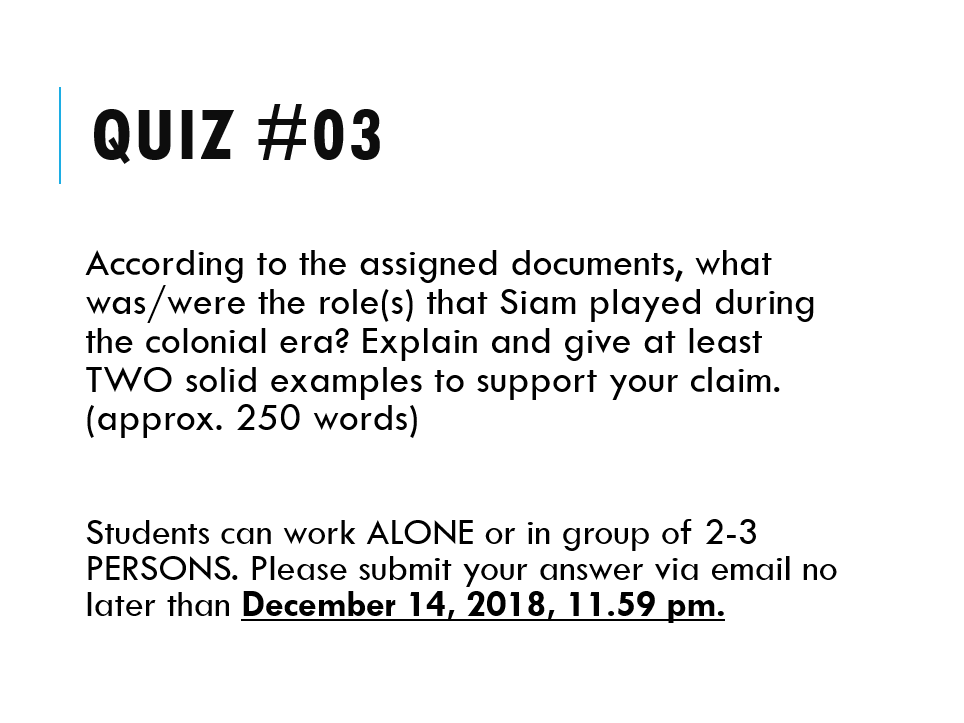 QUIZ #03
According to the assigned documents, what
was/were the role(s) that Siam played during
the colonial era? Explain and give at least
TWO solid examples to support your claim.
(approx. 250 words)
Students can work ALONE or in group of 2-3
PERSONS. Please submit your answer via email no
later than December 14, 2018, 11.59 pm.